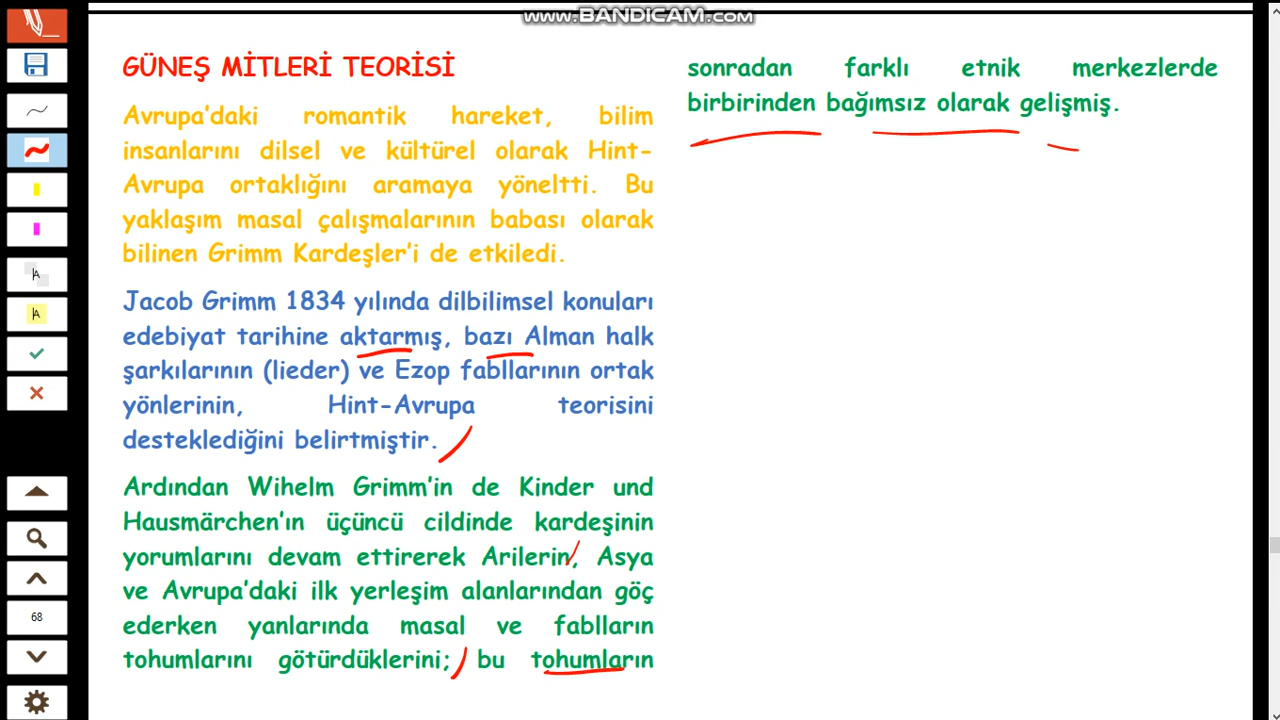 www.BANDICAM.com
GÜNEŞ MİTLERİ TEORİSİ
Avrupa'daki romantik hareket, bilim
insanlarını dilsel ve kültürel olarak Hint-
Avrupa ortaklığını aramaya yöneltti. Bu
yaklaşım masal çalışmalarının babası olarak
bilinen Grimm Kardeşler'i de etkiledi.
Jacob Grimm 1834 yılında dilbilimsel konuları
edebiyat tarihine aktarmış, bazı Alman halk
şarkılarının (lieder) ve Ezop fabllarının ortak
yönlerinin, Hint-Avrupa teorisini
desteklediğini belirtmiştir.
Ardından Wihelm Grimm'in de Kinder und
Hausmärchen'ın üçüncü cildinde kardeşinin
yorumlarını devam ettirerek Arilerin, Asya
ve Avrupa'daki ilk yerleşim alanlarından göç
ederken yanlarında masal ve fablların
tohumlarını götürdüklerini; bu tohumların
sonradan farklı etnik merkezlerde
birbirinden bağımsız olarak gelişmiş.
68